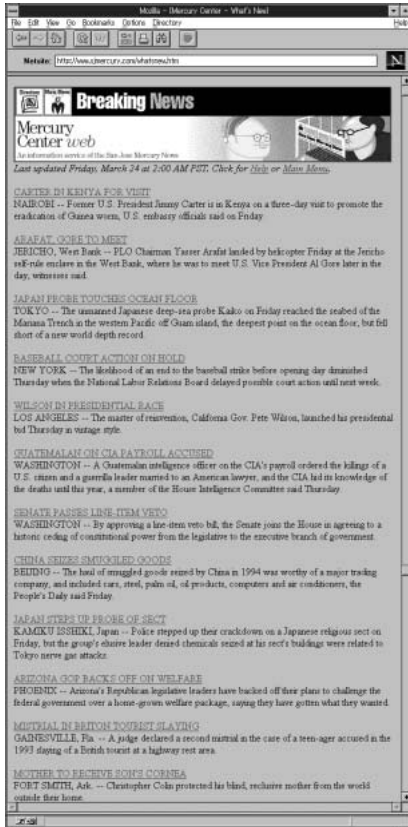 Mozilla - [Mercury Center - What's New]
File Edit View Go Bookmarks Options Directory Help
Netsite: http://www.sjmercury.com/whatsnew.htm
N
Breaking News
Mercury
Center web
An information service of the San Jose Mercury News
Last updated Friday, March 24 at 2:00 AM PST. Click for Help or Main Menu.
CARTER IN KENYA FOR VISIT
NAIROBI -- Former U.S. President Jimmy Carter is in Kenya on a three-day visit to promote the
eradication of Guinea worm, U.S. embassy officials said on Friday
ARAFAT, GORE TO MEET
JERICHO, West Bank -- PLO Chairman Yasser Arafat landed by helicopter Friday at the Jericho
self-rule enclave in the West Bank, where he was to meet U.S. Vice President Al Gore later in the
day, witnesses said.
JAPAN PROBE TOUCHES OCEAN FLOOR
TOKYO -- The unmanned Japanese deep-sea probe Kaiko on Friday reached the seabed of the
Mariana Trench in the western Pacific off Guam island, the deepest point on the ocean floor, but fell
short of a new world depth record.
BASEBALL COURT ACTION ON HOLD
NEW YORK -- The likelihood of an end to the baseball strike before opening day diminished
Thursday when the National Labor Relations Board delayed possible court action until next week.
WILSON IN PRESIDENTIAL RACE
LOS ANGELES -- The master of reinvention, California Gov. Pete Wilson, launched his presidential
bid Thursday in vintage style.
GUATEMALAN ON CIA PAYROLL ACCUSED
WASHINGTON -- A Guatemalan intelligence officer on the CIA's payroll ordered the killings of a
U.S. citizen and a guerrilla leader married to an American lawyer, and the CIA hid its knowledge of
the deaths until this year, a member of the House Intelligence Committee said Thursday.
SENATE PASSES LINE-ITEM VETO
WASHINGTON -- By approving a line-item veto bill, the Senate joins the House in agreeing to a
historic ceding of constitutional power from the legislative to the executive branch of government.
CHINA SEIZES SMUGGLED GOODS
BEIJING -- The haul of smuggled goods seized by China in 1994 was worthy of a major trading
company, and included cars, steel, palm oil, oil products, computers and air conditioners, the
People's Daily said Friday.
JAPAN STEPS UP PROBE OF SECT
KAMIKU ISSHIKI, Japan -- Police stepped up their crackdown on a Japanese religious sect on
Friday, but the group's elusive leader denied chemicals seized at his sect's buildings were related to
Tokyo nerve gas attacks.
ARIZONA GOP BACKS OFF ON WELFARE
PHOENIX -- Arizona's Republican legislative leaders have backed off their plans to challenge the
federal government over a home-grown welfare package, saying they have gotten what they wanted.
MISTRIAL IN BRITON TOURIST SLAYING
GAINESVILLE, Fla. -- A judge declared a second mistrial in the case of a teen-ager accused in the
1993 slaying of a British tourist at a highway rest area.
MOTHER TO RECEIVE SON'S CORNEA
FORT SMITH, Ark. -- Christopher Colin protected his blind, reclusive mother from the world
outside their home.